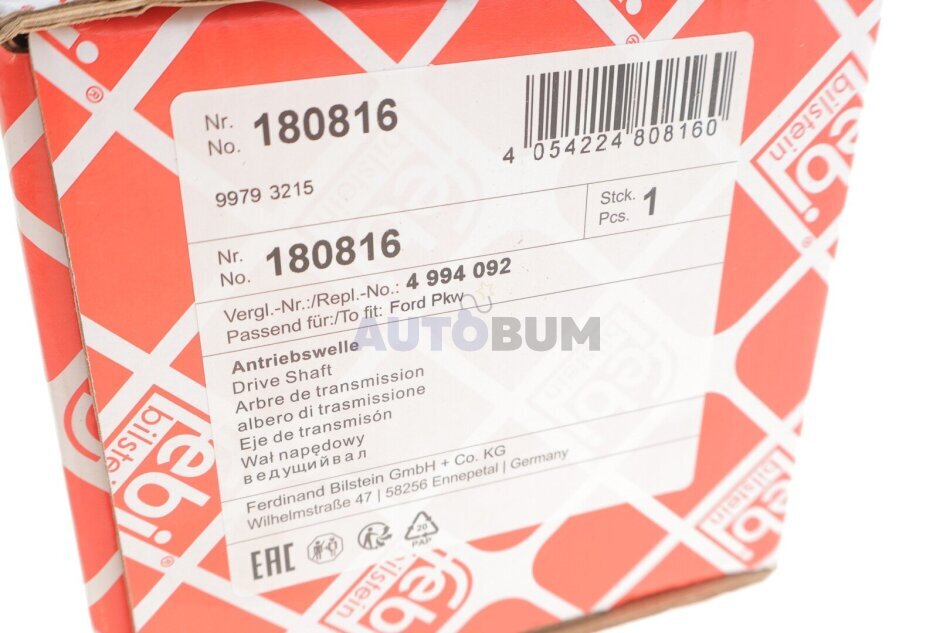 Nr. No. 180816
4 054224 808160
9979 3215
Stck. Pcs. 1
Nr. No. 180816
Vergl.-Nr.:/Repl.-No.: 4 994 092
Passend für:/To fit: Ford Pkw
AUTOBUM
Antriebswelle
Drive Shaft
Arbre de transmission
albero di trasmissione
Eje de transmisón
Wał napędowy
ведущийвал
Ferdinand Bilstein GmbH + Co. KG
Wilhelmstraße 47 | 58256 Ennepetal | Germany
EAC
20
PAP
febi
bilstein
febi
bilstein
febi
bilstein
febi
bilstein